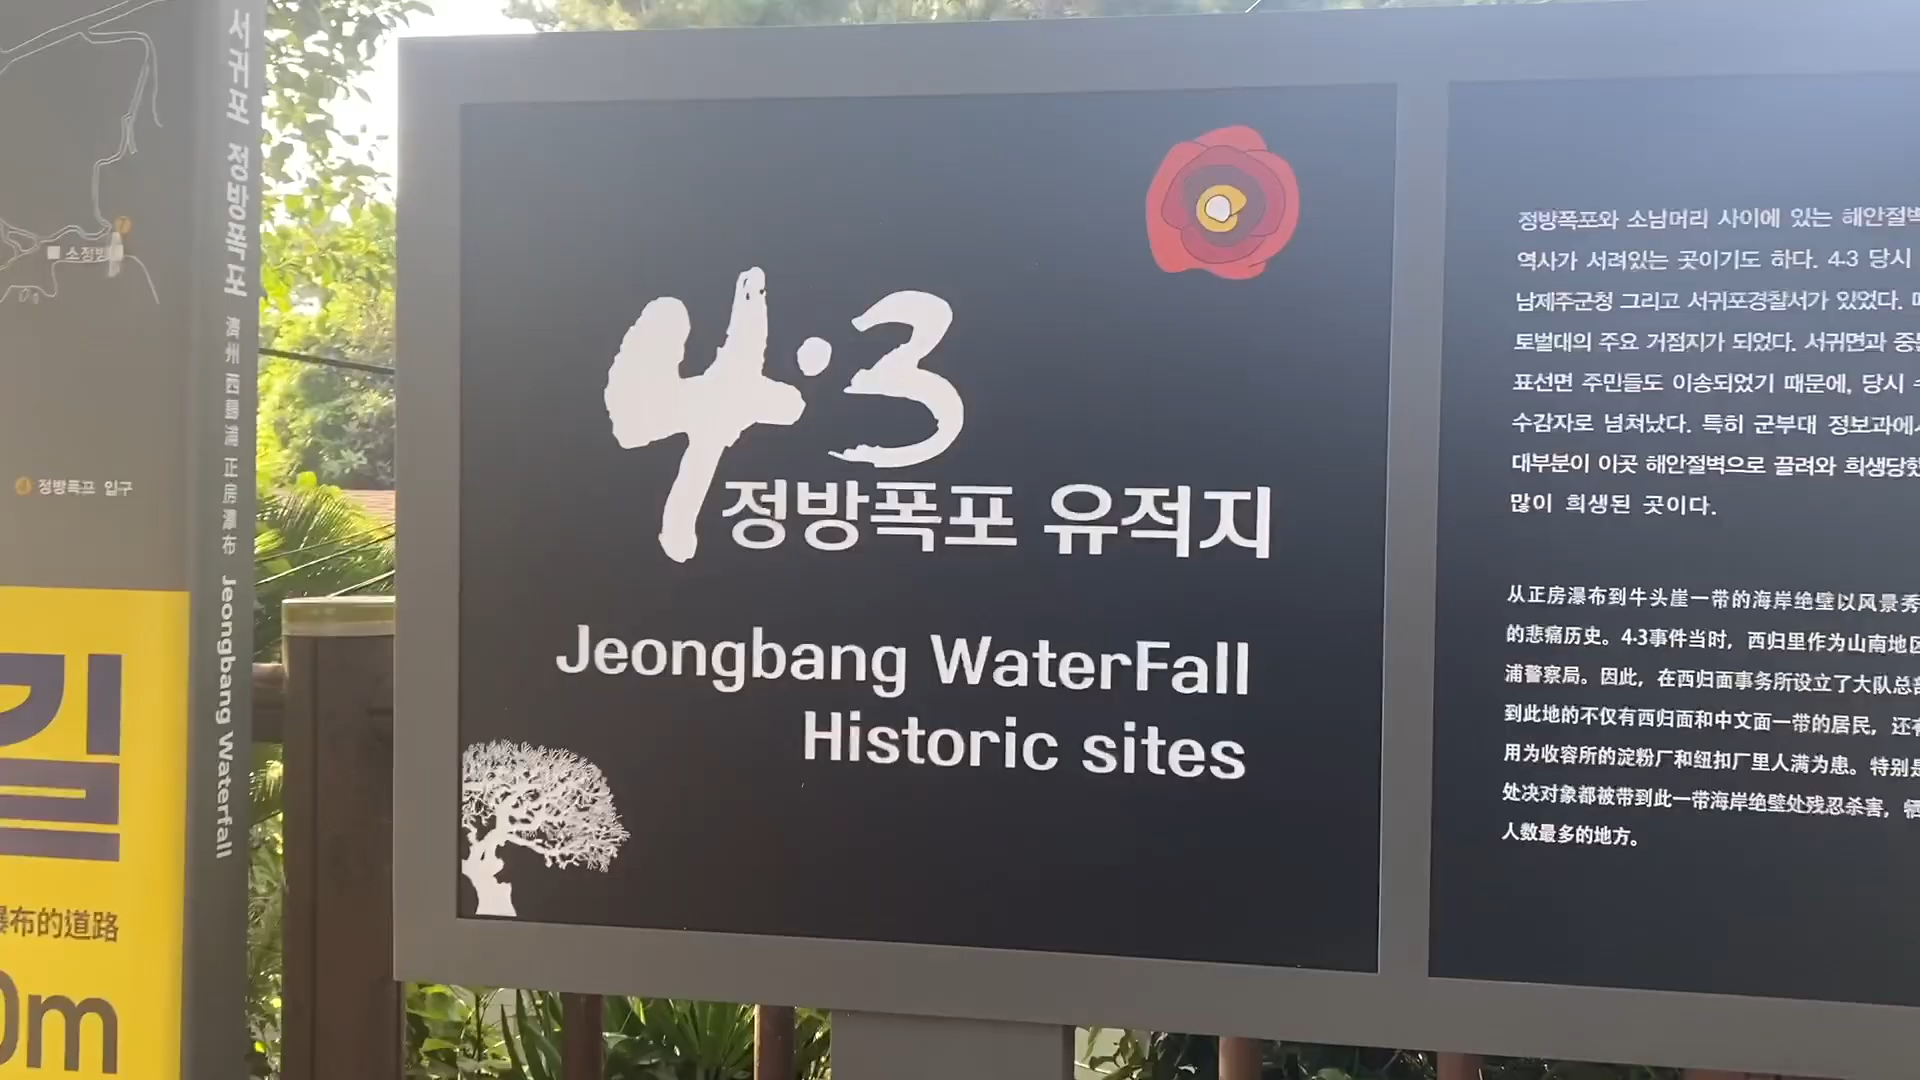 서귀포 정방폭포 濟州 西歸浦 正房瀑布 Jeongbang Waterfall
소정방
정방폭포 입구
길
瀑布的道路
0m
4·3
정방폭포 유적지
Jeongbang WaterFall
Historic sites
정방폭포와 소남머리 사이에 있는 해안절벽
역사가 서려있는 곳이기도 하다. 4·3 당시
남제주군청 그리고 서귀포경찰서가 있었다.
토벌대의 주요 거점지가 되었다. 서귀면과 중문
표선면 주민들도 이송되었기 때문에, 당시
수감자로 넘쳐났다. 특히 군부대 정보과에서
대부분이 이곳 해안절벽으로 끌려와 희생당했
많이 희생된 곳이다.
从正房瀑布到牛头崖一带的海岸绝壁以风景秀
的悲痛历史。4·3事件当时，西归里作为山南地区
浦警察局。因此，在西归面事务所设立了大队总部
到此地的不仅有西归面和中文面一带的居民，还有
用为收容所的淀粉厂和纽扣厂里人满为患。特别是
处决对象都被带到此一带海岸绝壁处残忍杀害，牺
人数最多的地方。